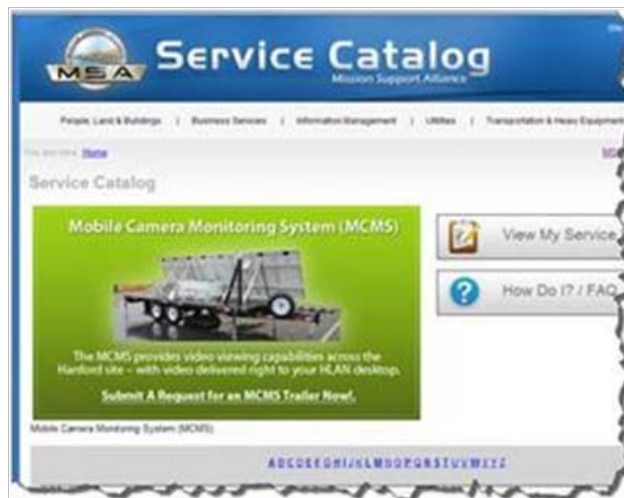 MSA
Service Catalog
Mission Support Alliance
People, Land & Buildings | Business Services | Information Management | Utilities | Transportation & Heavy Equipment
You are here: Home
Service Catalog
Mobile Camera Monitoring System (MCMS)
View My Service
How Do I? / FAQ
The MCMS provides video viewing capabilities across the
Hanford site – with video delivered right to your HLAN desktop.
Submit A Request for an MCMS Trailer Now!.
Mobile Camera Monitoring System (MCMS)
A B C D E F G H I J K L M N O P Q R S T U V W X Y Z